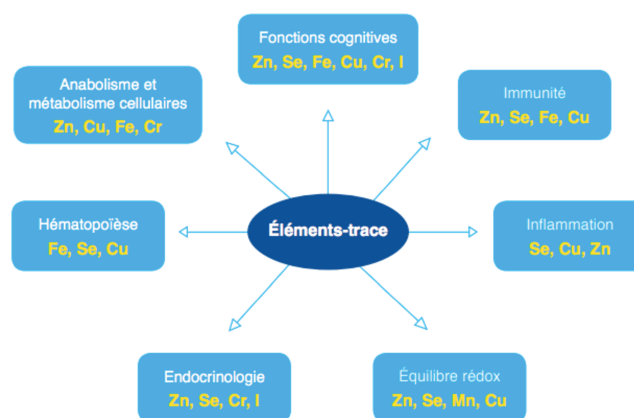 Fonctions cognitives
Zn, Se, Fe, Cu, Cr, I
Anabolisme et
métabolisme cellulaires
Zn, Cu, Fe, Cr
Immunité
Zn, Se, Fe, Cu
Hématopoïèse
Fe, Se, Cu
Éléments-trace
Inflammation
Se, Cu, Zn
Endocrinologie
Zn, Se, Cr, I
Équilibre rédox
Zn, Se, Mn, Cu